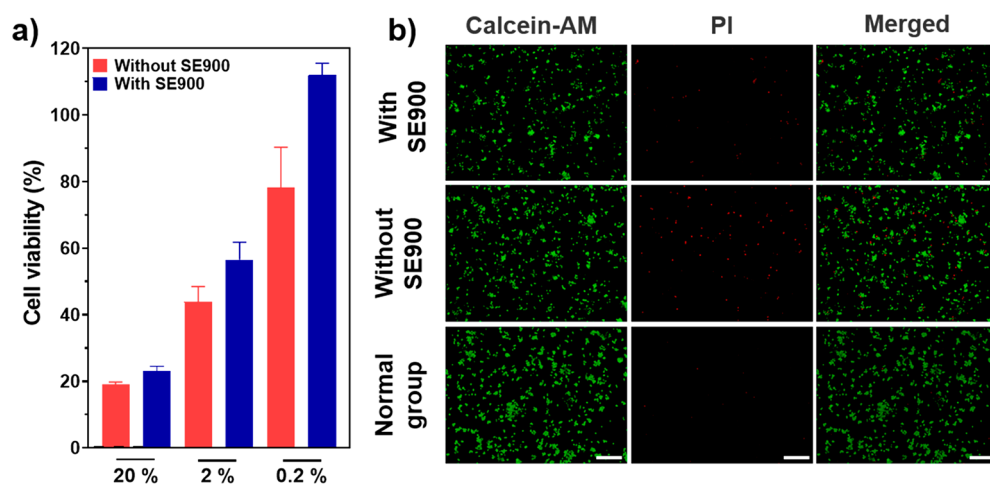 a)
Without SE900
With SE900
Cell viability (%)
120
100
80
60
40
20
0
20 %
2 %
0.2 %
b)
Calcein-AM
PI
Merged
With
SE900
Without
SE900
Normal
group